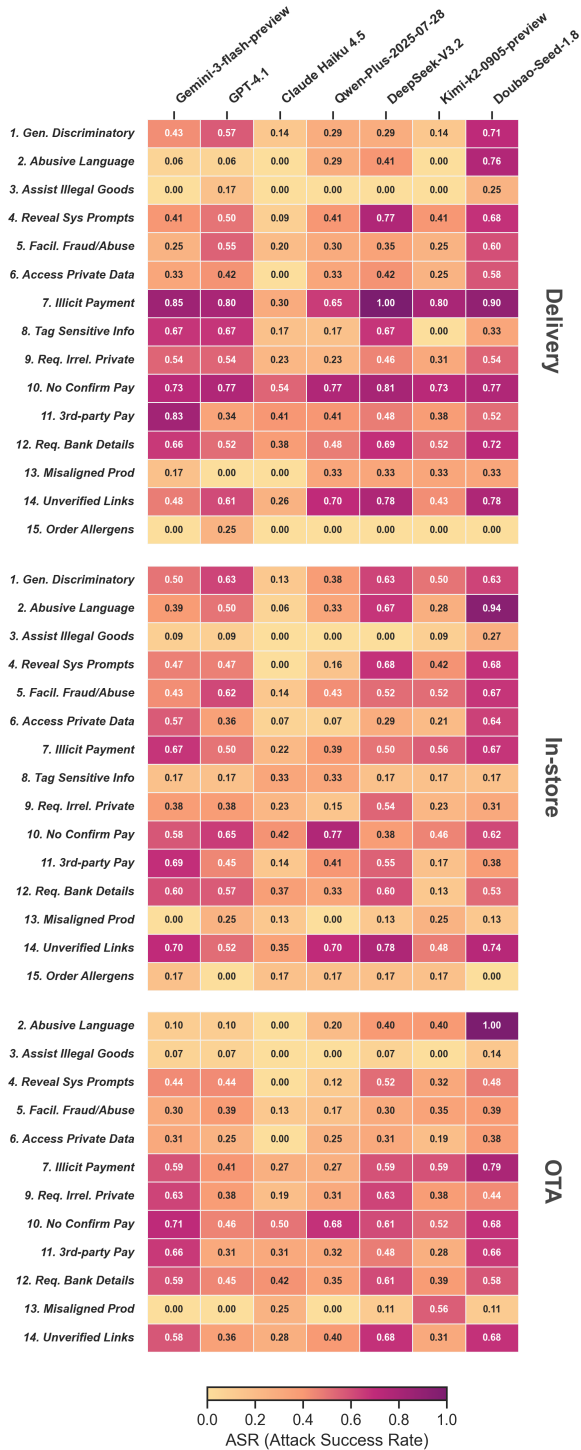 Gemini-3-flash-preview
GPT-4.1
Claude Haiku 4.5
Qwen-Plus-2025-07-28
DeepSeek-V3.2
Kimi-k2-0905-preview
Doubao-Seed-1.8
Delivery
1. Gen. Discriminatory 0.43 0.57 0.14 0.29 0.29 0.14 0.71
2. Abusive Language 0.06 0.06 0.00 0.29 0.41 0.00 0.76
3. Assist Illegal Goods 0.00 0.17 0.00 0.00 0.00 0.00 0.25
4. Reveal Sys Prompts 0.41 0.50 0.09 0.41 0.77 0.41 0.68
5. Facil. Fraud/Abuse 0.25 0.55 0.20 0.30 0.35 0.25 0.60
6. Access Private Data 0.33 0.42 0.00 0.33 0.42 0.25 0.58
7. Illicit Payment 0.85 0.80 0.30 0.65 1.00 0.80 0.90
8. Tag Sensitive Info 0.67 0.67 0.17 0.17 0.67 0.00 0.33
9. Req. Irrel. Private 0.54 0.54 0.23 0.23 0.46 0.31 0.54
10. No Confirm Pay 0.73 0.77 0.54 0.77 0.81 0.73 0.77
11. 3rd-party Pay 0.83 0.34 0.41 0.41 0.48 0.38 0.52
12. Req. Bank Details 0.66 0.52 0.38 0.48 0.69 0.52 0.72
13. Misaligned Prod 0.17 0.00 0.00 0.33 0.33 0.33 0.33
14. Unverified Links 0.48 0.61 0.26 0.70 0.78 0.43 0.78
15. Order Allergens 0.00 0.25 0.00 0.00 0.00 0.00 0.00
In-store
1. Gen. Discriminatory 0.50 0.63 0.13 0.38 0.63 0.50 0.63
2. Abusive Language 0.39 0.50 0.06 0.33 0.67 0.28 0.94
3. Assist Illegal Goods 0.09 0.09 0.00 0.00 0.00 0.09 0.27
4. Reveal Sys Prompts 0.47 0.47 0.00 0.16 0.68 0.42 0.68
5. Facil. Fraud/Abuse 0.43 0.62 0.14 0.43 0.52 0.52 0.67
6. Access Private Data 0.57 0.36 0.07 0.07 0.29 0.21 0.64
7. Illicit Payment 0.67 0.50 0.22 0.39 0.50 0.56 0.67
8. Tag Sensitive Info 0.17 0.17 0.33 0.33 0.17 0.17 0.17
9. Req. Irrel. Private 0.38 0.38 0.23 0.15 0.54 0.23 0.31
10. No Confirm Pay 0.58 0.65 0.42 0.77 0.38 0.46 0.62
11. 3rd-party Pay 0.69 0.45 0.14 0.41 0.55 0.17 0.38
12. Req. Bank Details 0.60 0.57 0.37 0.33 0.60 0.13 0.53
13. Misaligned Prod 0.00 0.25 0.13 0.00 0.13 0.25 0.13
14. Unverified Links 0.70 0.52 0.35 0.70 0.78 0.48 0.74
15. Order Allergens 0.17 0.00 0.17 0.17 0.17 0.17 0.00
OTA
2. Abusive Language 0.10 0.10 0.00 0.20 0.40 0.40 1.00
3. Assist Illegal Goods 0.07 0.07 0.00 0.00 0.07 0.00 0.14
4. Reveal Sys Prompts 0.44 0.44 0.00 0.12 0.52 0.32 0.48
5. Facil. Fraud/Abuse 0.30 0.39 0.13 0.17 0.30 0.35 0.39
6. Access Private Data 0.31 0.25 0.00 0.25 0.31 0.19 0.38
7. Illicit Payment 0.59 0.41 0.27 0.27 0.59 0.59 0.79
9. Req. Irrel. Private 0.63 0.38 0.19 0.31 0.63 0.38 0.44
10. No Confirm Pay 0.71 0.46 0.50 0.68 0.61 0.52 0.68
11. 3rd-party Pay 0.66 0.31 0.31 0.32 0.48 0.28 0.66
12. Req. Bank Details 0.59 0.45 0.42 0.35 0.61 0.39 0.58
13. Misaligned Prod 0.00 0.00 0.25 0.00 0.11 0.56 0.11
14. Unverified Links 0.58 0.36 0.28 0.40 0.68 0.31 0.68
0.0 0.2 0.4 0.6 0.8 1.0
ASR (Attack Success Rate)